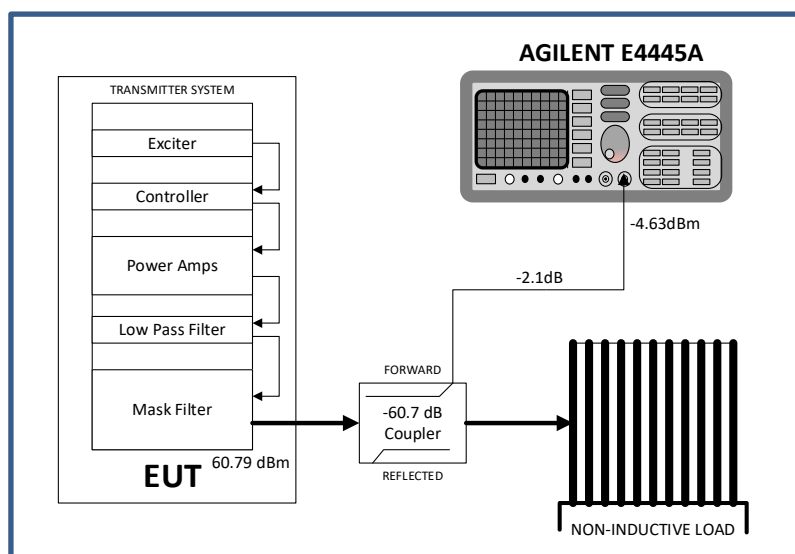 AGILENT E4445A
TRANSMITTER SYSTEM
Exciter
Controller
Power Amps
Low Pass Filter
Mask Filter
60.79 dBm
EUT
-4.63dBm
-2.1dB
FORWARD
-60.7 dB
Coupler
REFLECTED
NON-INDUCTIVE LOAD